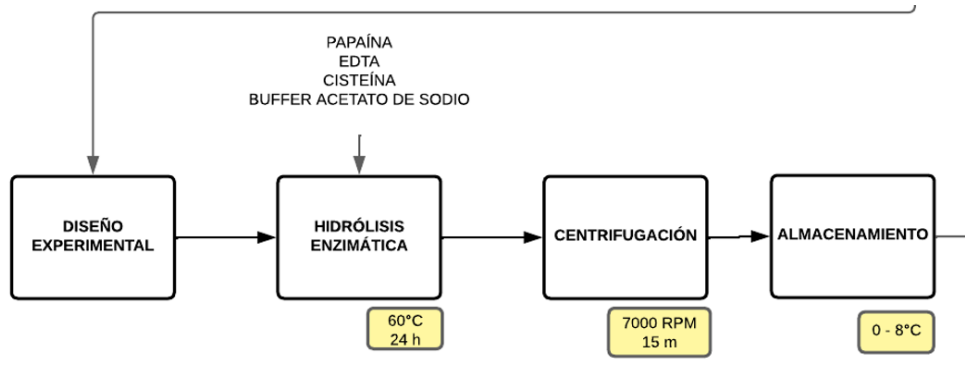 PAPAÍNA
EDTA
CISTEÍNA
BUFFER ACETATO DE SODIO
DISEÑO
EXPERIMENTAL
HIDRÓLISIS
ENZIMÁTICA
CENTRIFUGACIÓN
ALMACENAMIENTO
60°C
24 h
7000 RPM
15 m
0 - 8°C